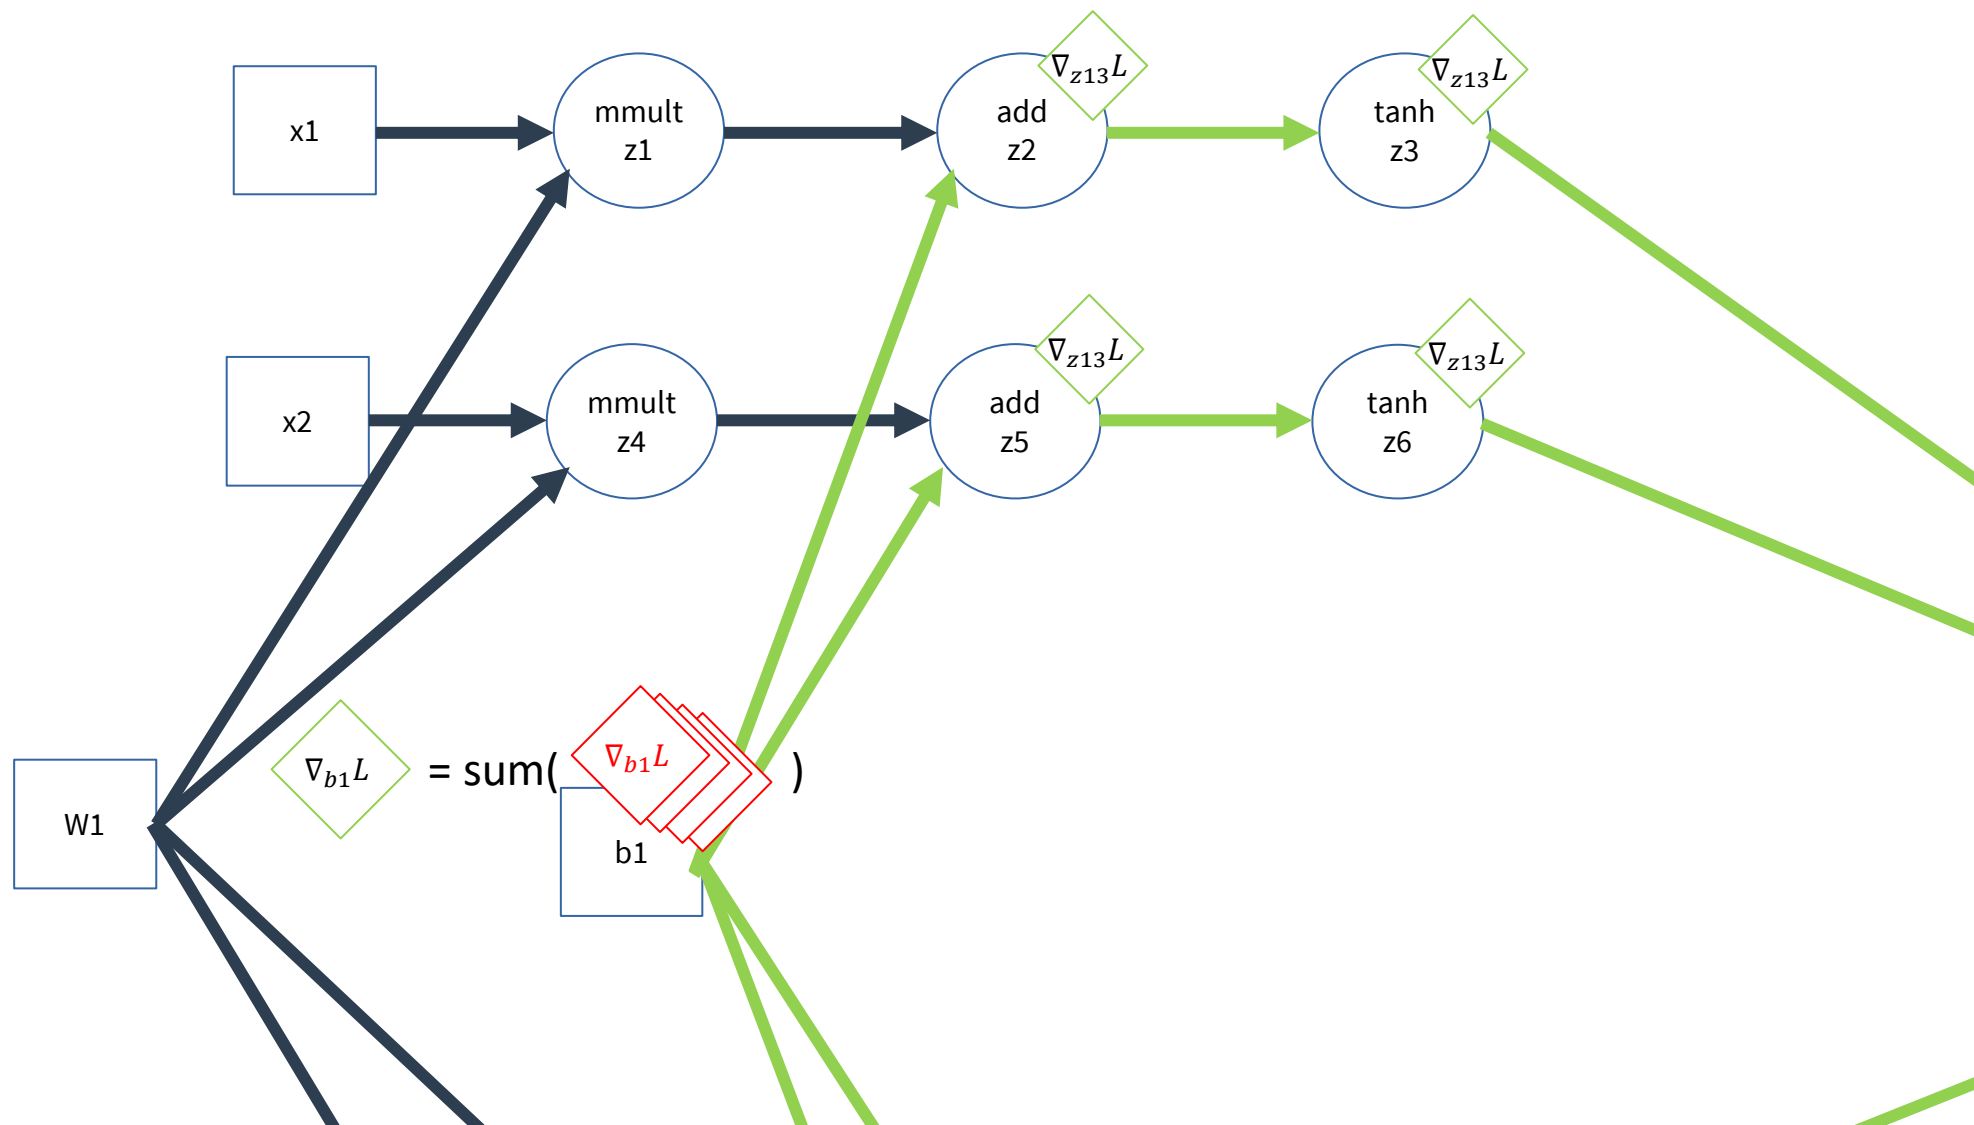 x1
mmult
z1
add
z2
∇z13L
tanh
z3
∇z13L
x2
mmult
z4
add
z5
∇z13L
tanh
z6
∇z13L
W1
∇b1L = sum( ∇b1L )
b1